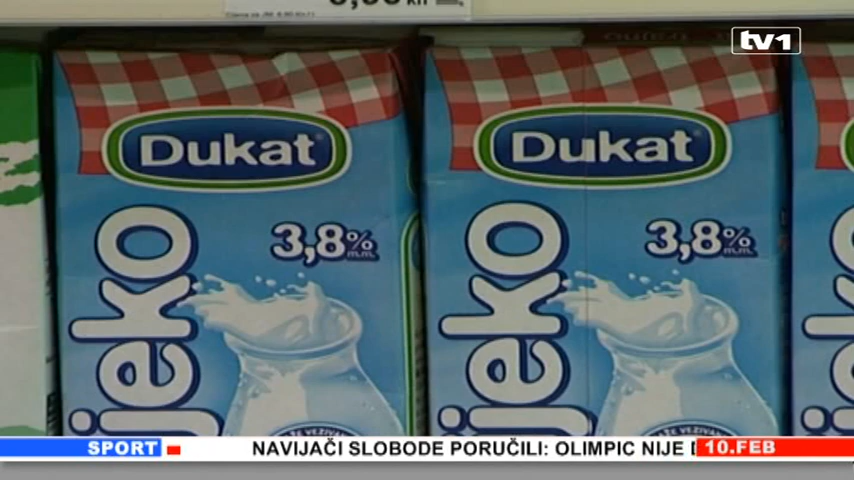 tv1
Dukat
3,8% m.m.
jeko
Dukat
3,8% m.m.
jeko
SPORT
NAVIJAČI SLOBODE PORUČILI: OLIMPIC NIJE
10.FEB